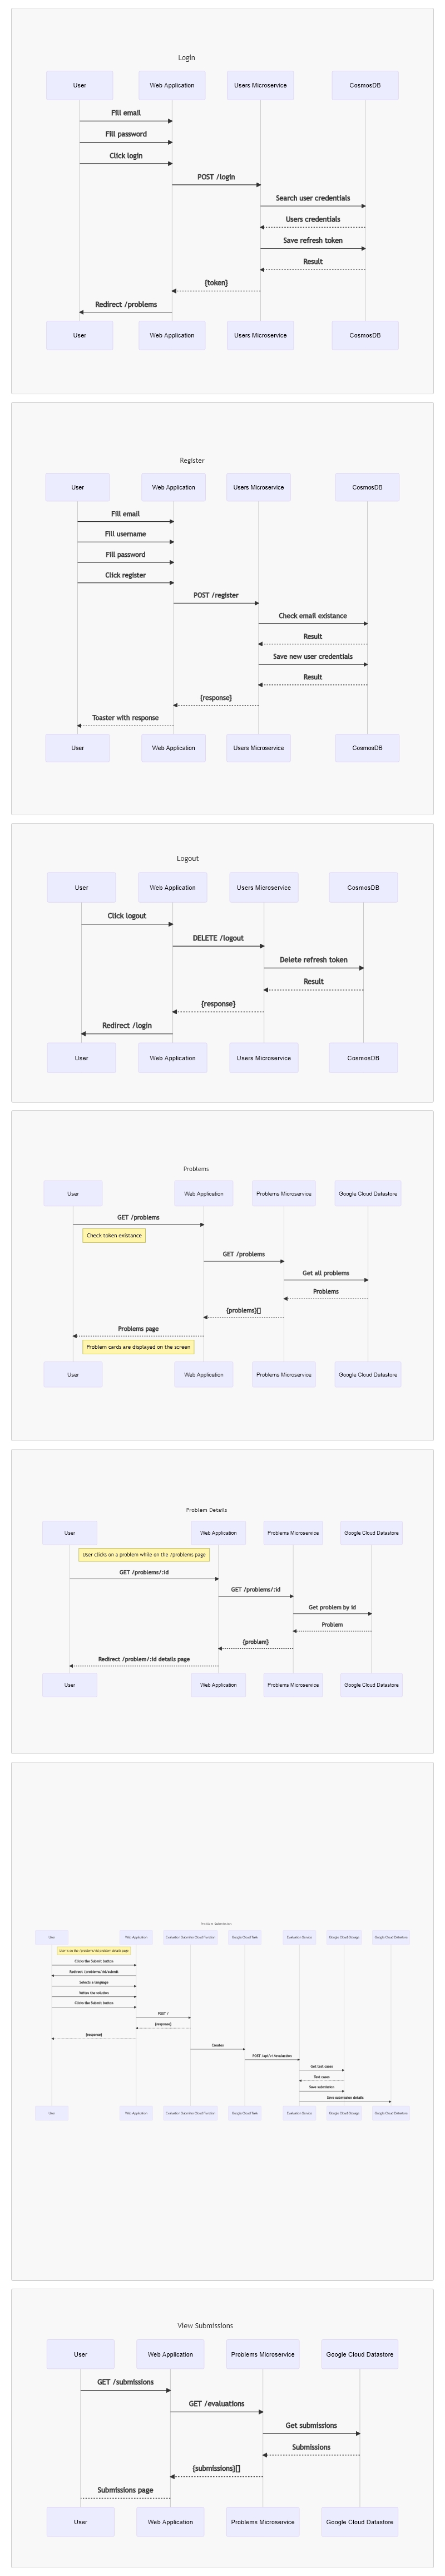 Login
User Web Application Users Microservice CosmosDB
Fill email
Fill password
Click login
POST /login
Search user credentials
Users credentials
Save refresh token
Result
{token}
Redirect /problems
User Web Application Users Microservice CosmosDB
Register
User Web Application Users Microservice CosmosDB
Fill email
Fill username
Fill password
Click register
POST /register
Check email existance
Result
Save new user credentials
Result
{response}
Toaster with response
User Web Application Users Microservice CosmosDB
Logout
User Web Application Users Microservice CosmosDB
Click logout
DELETE /logout
Delete refresh token
Result
{response}
Redirect /login
User Web Application Users Microservice CosmosDB
Problems
User Web Application Problems Microservice Google Cloud Datastore
GET /problems
Check token existance
GET /problems
Get all problems
Problems
{problems}[]
Problems page
Problem cards are displayed on the screen
User Web Application Problems Microservice Google Cloud Datastore
Problem Details
User Web Application Problems Microservice Google Cloud Datastore
User clicks on a problem while on the /problems page
GET /problems/:id
GET /problems/:id
Get problem by id
Problem
{problem}
Redirect /problem/:id details page
User Web Application Problems Microservice Google Cloud Datastore
Problem Submission
User Web Application Evaluation Submitter Cloud Function Google Cloud Task Evaluation Service Google Cloud Storage Google Cloud Datastore
User is on the /problems/:id problem details page
Clicks the Submit button
Redirect /problems/:id/submit
Selects a language
Writes the solution
Clicks the Submit button
POST /
{response}
{response}
Creates
POST /api/v1/evaluation
Get test cases
Test cases
Save submission
Save submission details
User Web Application Evaluation Submitter Cloud Function Google Cloud Task Evaluation Service Google Cloud Storage Google Cloud Datastore
View Submissions
User Web Application Problems Microservice Google Cloud Datastore
GET /submissions
GET /evaluations
Get submissions
Submissions
{submissions}[]
Submissions page
User Web Application Problems Microservice Google Cloud Datastore